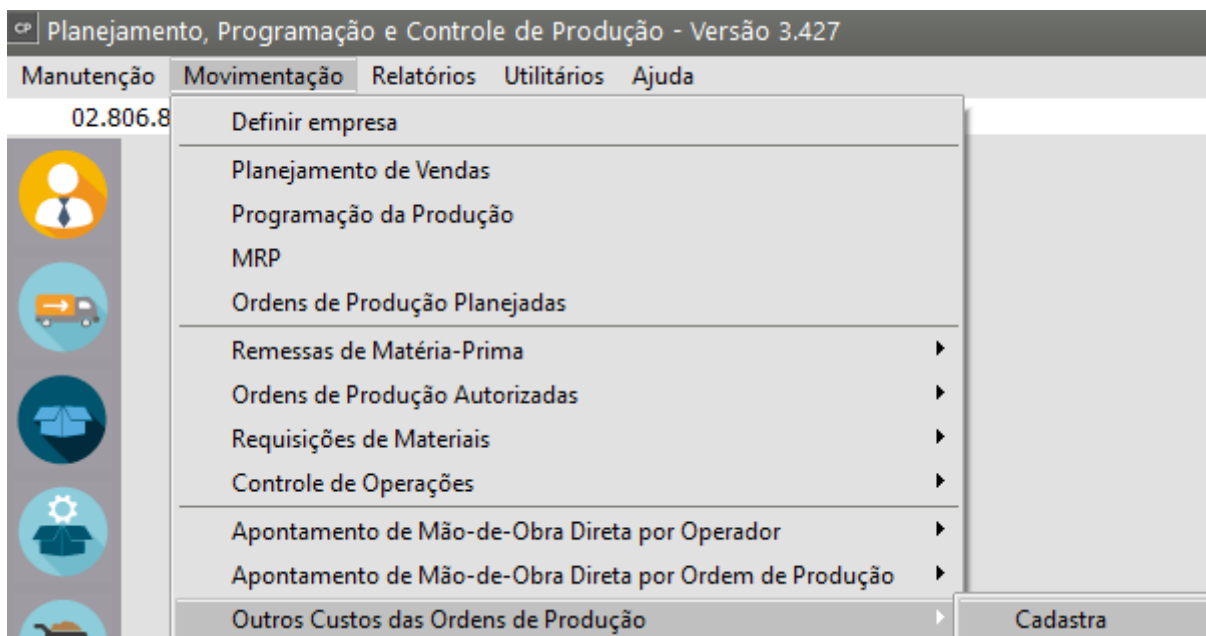 CP Planejamento, Programação e Controle de Produção - Versão 3.427
Manutenção Movimentação Relatórios Utilitários Ajuda
02.806.8
Definir empresa
Planejamento de Vendas
Programação da Produção
MRP
Ordens de Produção Planejadas
Remessas de Matéria-Prima
Ordens de Produção Autorizadas
Requisições de Materiais
Controle de Operações
Apontamento de Mão-de-Obra Direta por Operador
Apontamento de Mão-de-Obra Direta por Ordem de Produção
Outros Custos das Ordens de Produção Cadastra